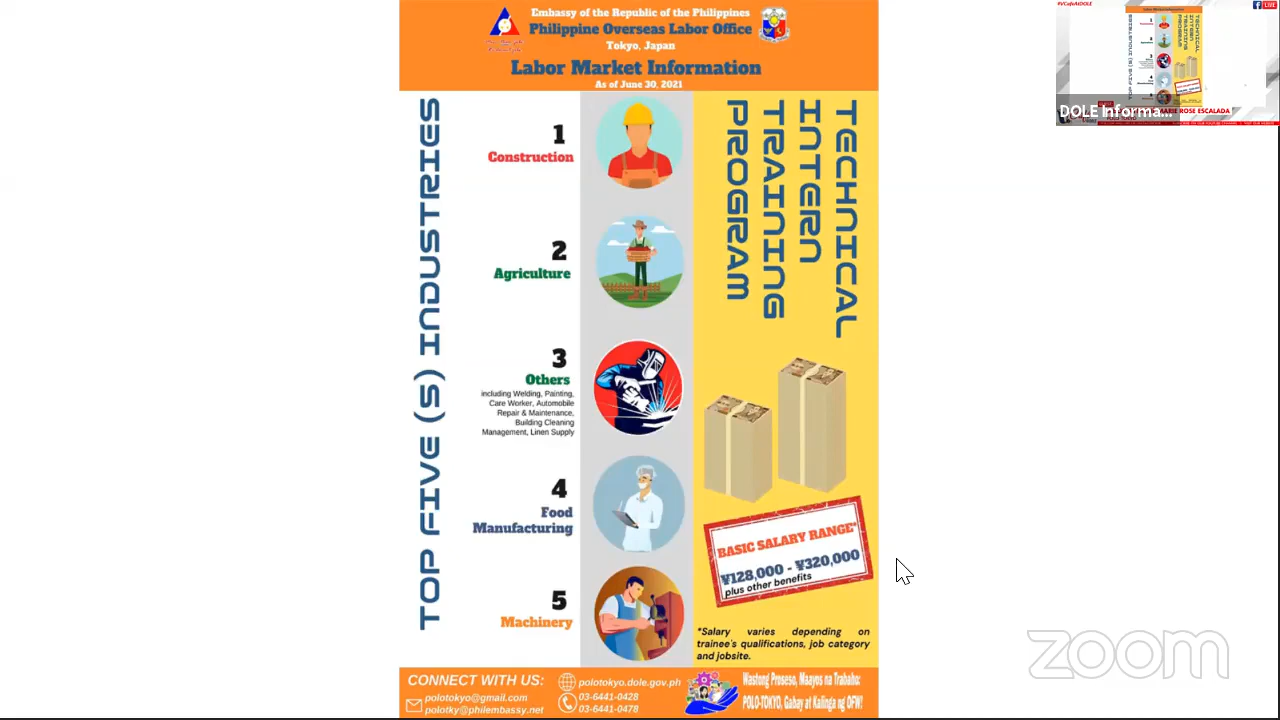 Embassy of the Republic of the Philippines
Philippine Overseas Labor Office
Tokyo, Japan
Labor Market Information
As of June 30, 2021
TOP FIVE (5) INDUSTRIES
1
Construction
2
Agriculture
3
Others
including Welding, Painting,
Care Worker, Automobile
Repair & Maintenance,
Building Cleaning
Management, Linen Supply
4
Food
Manufacturing
5
Machinery
TECHNICAL
INTERN
TRAINING
PROGRAM
BASIC SALARY RANGE*
¥128,000 - ¥320,000
plus other benefits
*Salary varies depending on
trainee's qualifications, job category
and jobsite.
CONNECT WITH US:
polotokyo@gmail.com
polotky@philembassy.net
polotokyo.dole.gov.ph
03-6441-0428
03-6441-0478
Wastong Proseso, Maayos na Trabaho:
POLO-TOKYO, Gabay at Kalinga ng OFW!
#VCafeAtDOLE
LIVE
DOLE Informa...
MARIE ROSE ESCALADA
zoom